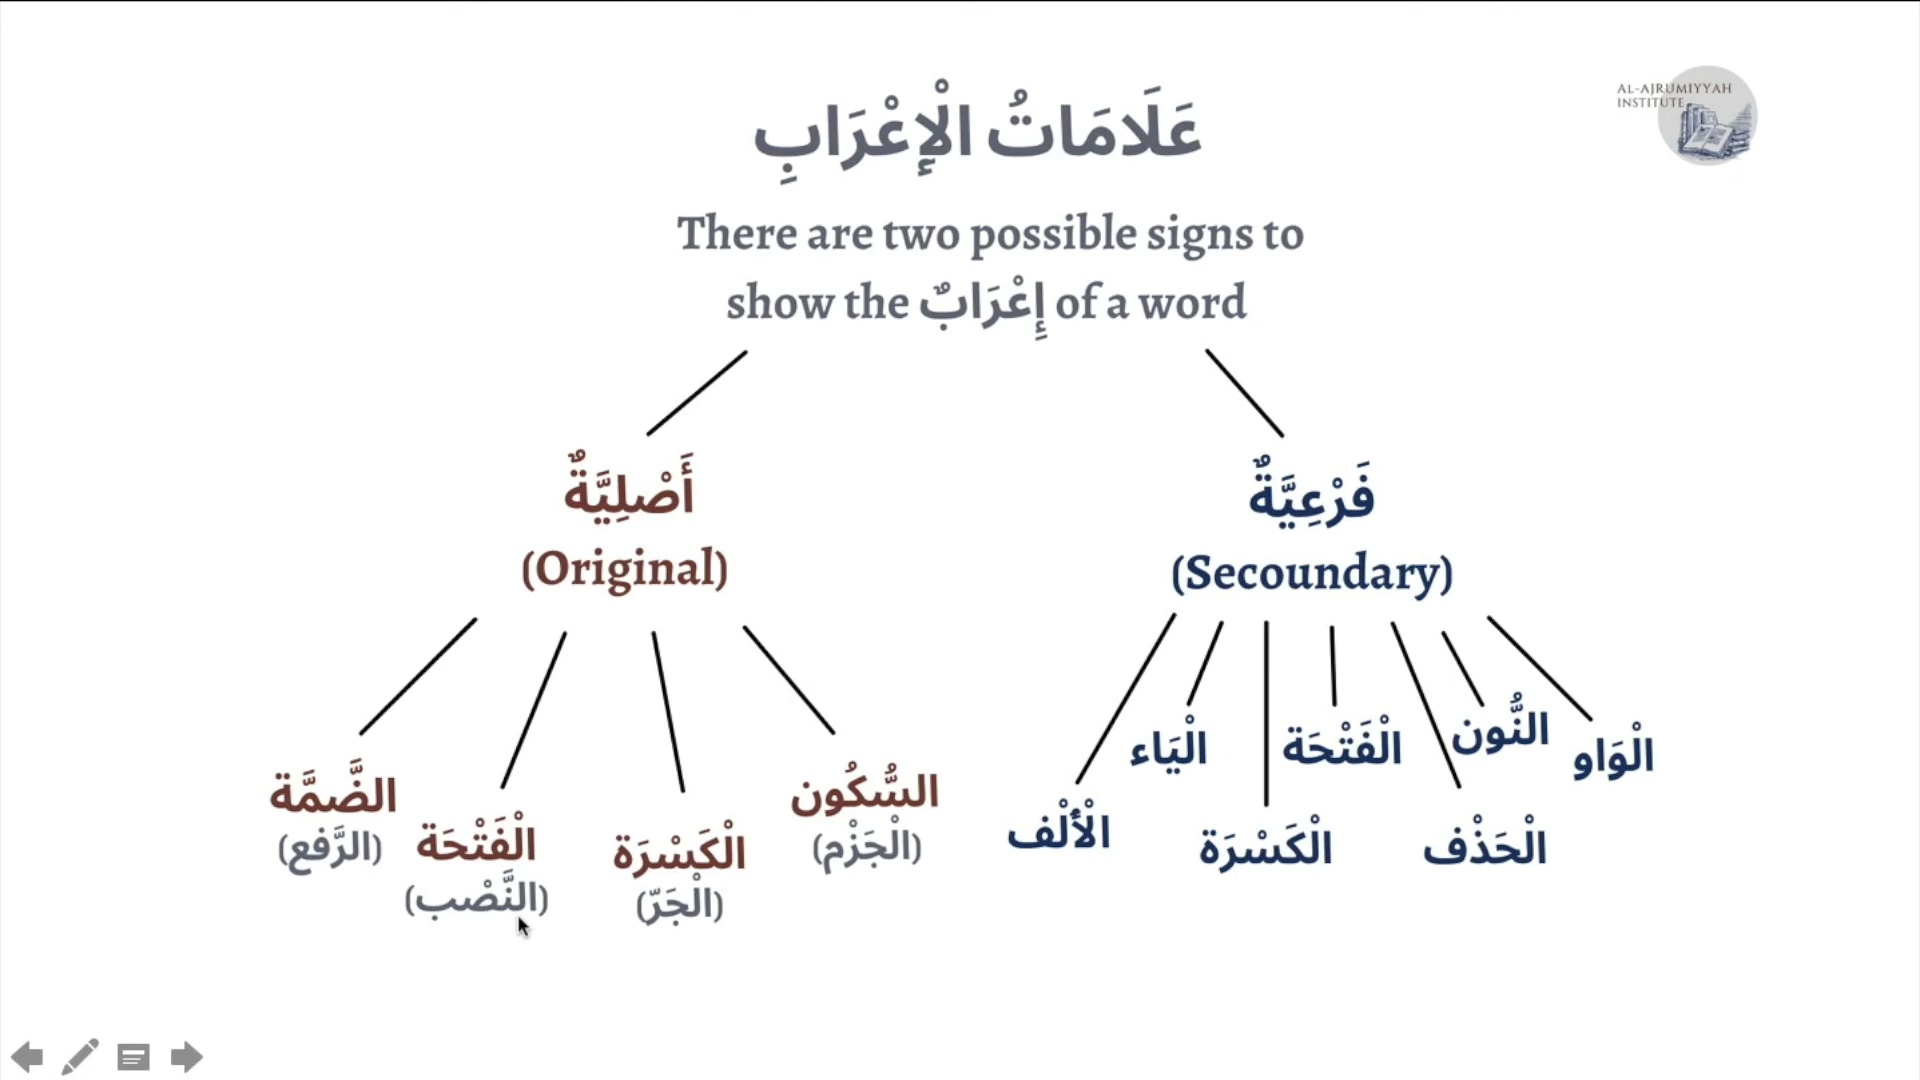 AL-AJRUMIYYAH
INSTITUTE
عَلَامَاتُ الْإِعْرَابِ
There are two possible signs to
show the إِعْرَابٌ of a word
أَصْلِيَّةٌ
(Original)
الضَّمَّة
(الرَّفع)
الْفَتْحَة
(النَّصْب)
الْكَسْرَة
(الْجَرّ)
السُّكُون
(الْجَزْم)
فَرْعِيَّةٌ
(Secoundary)
الْأَلْف
الْيَاء
الْكَسْرَة
الْفَتْحَة
الْحَذْف
النُّون
الْوَاو